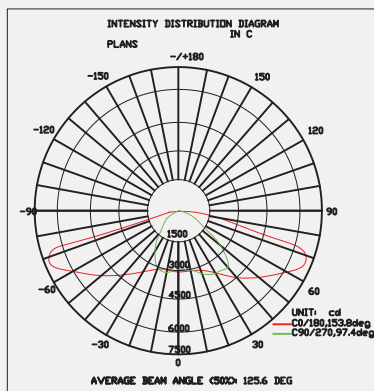 INTENSITY DISTRIBUTION DIAGRAM
IN C
PLANS
-/+180
-150
150
-120
120
-90
90
1500
3000
-60
60
4500
UNIT: cd
C0/180,153.8deg
6000
C90/270,97.4deg
-30
30
7500
0
AVERAGE BEAM ANGLE (50%): 125.6 DEG